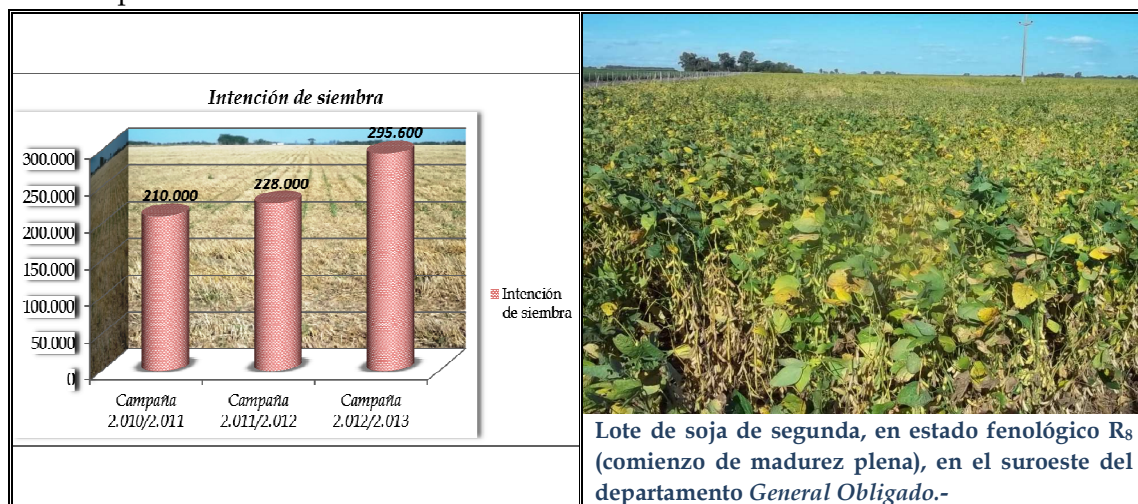 Intención de siembra
295.600
228.000
210.000
300.000
250.000
200.000
150.000
100.000
50.000
0
Intención
de siembra
Campaña
2.010/2.011
Campaña
2.011/2.012
Campaña
2.012/2.013
Lote de soja de segunda, en estado fenológico R₈
(comienzo de madurez plena), en el suroeste del
departamento General Obligado.-